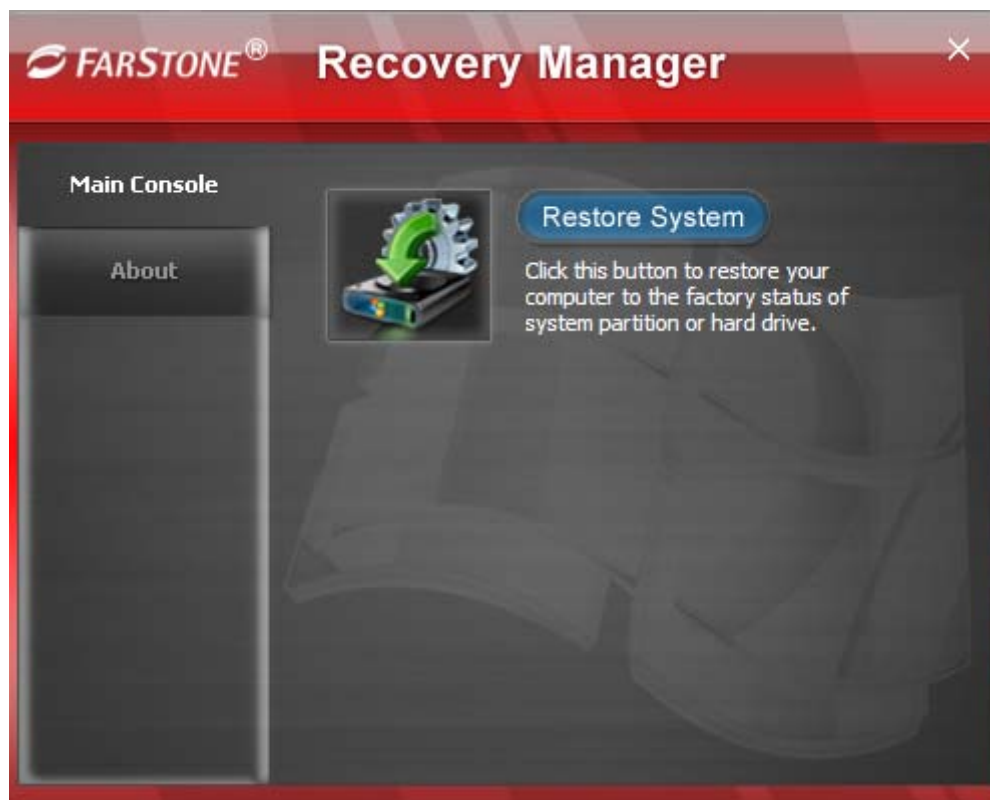 FARSTONE® Recovery Manager
Main Console
About
Restore System
Click this button to restore your
computer to the factory status of
system partition or hard drive.